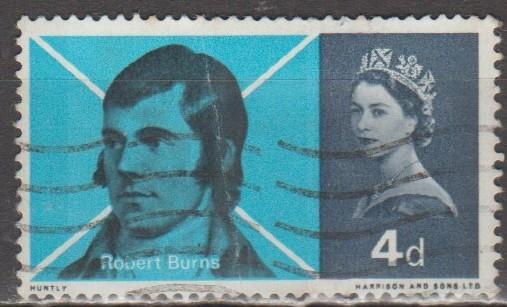 Robert Burns
4d
HUNTLY
HARRISON AND SONS LTD